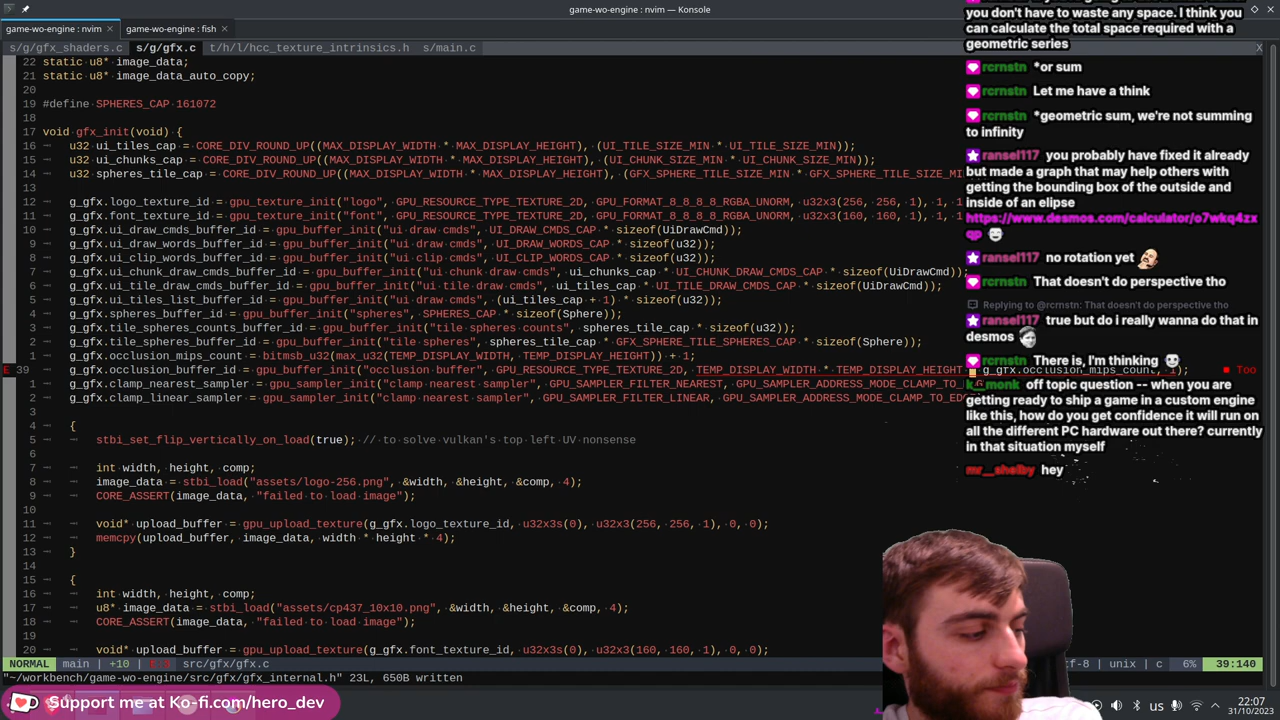 game-wo-engine : nvim — Konsole
game-wo-engine : nvim
game-wo-engine : fish
s/g/gfx_shaders.c s/g/gfx.c t/h/l/hcc_texture_intrinsics.h s/main.c
22 static u8* image_data;
21 static u8* image_data_auto_copy;
20
19 #define SPHERES_CAP 161072
18
17 void gfx_init(void) {
16 u32 ui_tiles_cap = CORE_DIV_ROUND_UP((MAX_DISPLAY_WIDTH * MAX_DISPLAY_HEIGHT), (UI_TILE_SIZE_MIN * UI_TILE_SIZE_MIN));
15 u32 ui_chunks_cap = CORE_DIV_ROUND_UP((MAX_DISPLAY_WIDTH * MAX_DISPLAY_HEIGHT), (UI_CHUNK_SIZE_MIN * UI_CHUNK_SIZE_MIN));
14 u32 spheres_tile_cap = CORE_DIV_ROUND_UP((MAX_DISPLAY_WIDTH * MAX_DISPLAY_HEIGHT), (GFX_SPHERE_TILE_SIZE_MIN * GFX_SPHERE_TILE_SIZE_MI
13
12 g_gfx.logo_texture_id = gpu_texture_init("logo", GPU_RESOURCE_TYPE_TEXTURE_2D, GPU_FORMAT_8_8_8_8_RGBA_UNORM, u32x3(256, 256, 1), 1, 1
11 g_gfx.font_texture_id = gpu_texture_init("font", GPU_RESOURCE_TYPE_TEXTURE_2D, GPU_FORMAT_8_8_8_8_RGBA_UNORM, u32x3(160, 160, 1), 1, 1
10 g_gfx.ui_draw_cmds_buffer_id = gpu_buffer_init("ui draw cmds", UI_DRAW_CMDS_CAP * sizeof(UiDrawCmd));
9 g_gfx.ui_draw_words_buffer_id = gpu_buffer_init("ui draw cmds", UI_DRAW_WORDS_CAP * sizeof(u32));
8 g_gfx.ui_clip_words_buffer_id = gpu_buffer_init("ui draw cmds", UI_CLIP_WORDS_CAP * sizeof(u32));
7 g_gfx.ui_chunk_draw_cmds_buffer_id = gpu_buffer_init("ui chunk draw cmds", ui_chunks_cap * UI_CHUNK_DRAW_CMDS_CAP * sizeof(UiDrawCmd));
6 g_gfx.ui_tile_draw_cmds_buffer_id = gpu_buffer_init("ui tile draw cmds", ui_tiles_cap * UI_TILE_DRAW_CMDS_CAP * sizeof(UiDrawCmd));
5 g_gfx.ui_tiles_list_buffer_id = gpu_buffer_init("ui draw cmds", (ui_tiles_cap + 1) * sizeof(u32));
4 g_gfx.spheres_buffer_id = gpu_buffer_init("spheres", SPHERES_CAP * sizeof(Sphere));
3 g_gfx.tile_spheres_counts_buffer_id = gpu_buffer_init("tile spheres counts", spheres_tile_cap * sizeof(u32));
2 g_gfx.tile_spheres_buffer_id = gpu_buffer_init("tile spheres", spheres_tile_cap * GFX_SPHERE_TILE_SPHERES_CAP * sizeof(Sphere));
1 g_gfx.occlusion_mips_count = bitmsb_u32(max_u32(TEMP_DISPLAY_WIDTH, TEMP_DISPLAY_HEIGHT)) + 1;
E 39 g_gfx.occlusion_buffer_id = gpu_buffer_init("occlusion buffer", GPU_RESOURCE_TYPE_TEXTURE_2D, TEMP_DISPLAY_WIDTH * TEMP_DISPLAY_HEIGHT g_gfx.occlusion_mips_count, 1); ■ Too
1 g_gfx.clamp_nearest_sampler = gpu_sampler_init("clamp nearest sampler", GPU_SAMPLER_FILTER_NEAREST, GPU_SAMPLER_ADDRESS_MODE_CLAMP_TO_
2 g_gfx.clamp_linear_sampler = gpu_sampler_init("clamp nearest sampler", GPU_SAMPLER_FILTER_LINEAR, GPU_SAMPLER_ADDRESS_MODE_CLAMP_TO_ED
3
4 {
5 stbi_set_flip_vertically_on_load(true); // to solve vulkan's top left UV nonsense
6
7 int width, height, comp;
8 image_data = stbi_load("assets/logo-256.png", &width, &height, &comp, 4);
9 CORE_ASSERT(image_data, "failed to load image");
10
11 void* upload_buffer = gpu_upload_texture(g_gfx.logo_texture_id, u32x3s(0), u32x3(256, 256, 1), 0, 0);
12 memcpy(upload_buffer, image_data, width * height * 4);
13 }
14
15 {
16 int width, height, comp;
17 u8* image_data = stbi_load("assets/cp437_10x10.png", &width, &height, &comp, 4);
18 CORE_ASSERT(image_data, "failed to load image");
19
20 void* upload_buffer = gpu_upload_texture(g_gfx.font_texture_id, u32x3s(0), u32x3(160, 160, 1), 0, 0);
NORMAL main | +10 | E:3 src/gfx/gfx.c tf-8 | unix | c 6% 39:140
"~/workbench/game-wo-engine/src/gfx/gfx_internal.h" 23L, 650B written
you don't have to waste any space. I think you
can calculate the total space required with a
geometric series
rcrnstn *or sum
rcrnstn Let me have a think
rcrnstn *geometric sum, we're not summing
to infinity
ransel117 you probably have fixed it already
but made a graph that may help others with
getting the bounding box of the outside and
inside of an elipse
https://www.desmos.com/calculator/o7wkq4zx
qp
ransel117 no rotation yet
rcrnstn That doesn't do perspective tho
Replying to @rcrnstn: That doesn't do perspective tho
ransel117 true but do i really wanna do that in
desmos
rcrnstn There is, I'm thinking
monk off topic question -- when you are
getting ready to ship a game in a custom engine
like this, how do you get confidence it will run on
all the different PC hardware out there? currently
in that situation myself
mr__shelby hey
Support me at Ko-fi.com/hero_dev
us
22:07
31/10/2023